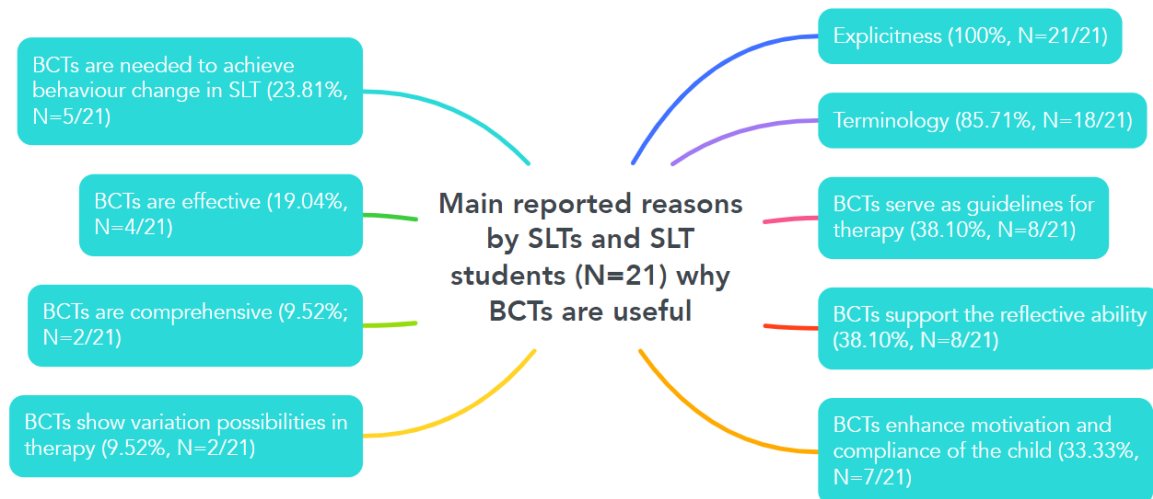 Main reported reasons
by SLTs and SLT
students (N=21) why
BCTs are useful
Explicitness (100%, N=21/21)
Terminology (85.71%, N=18/21)
BCTs serve as guidelines for
therapy (38.10%, N=8/21)
BCTs support the reflective ability
(38.10%, N=8/21)
BCTs enhance motivation and
compliance of the child (33.33%,
N=7/21)
BCTs are needed to achieve
behaviour change in SLT (23.81%,
N=5/21)
BCTs are effective (19.04%,
N=4/21)
BCTs are comprehensive (9.52%;
N=2/21)
BCTs show variation possibilities in
therapy (9.52%, N=2/21)